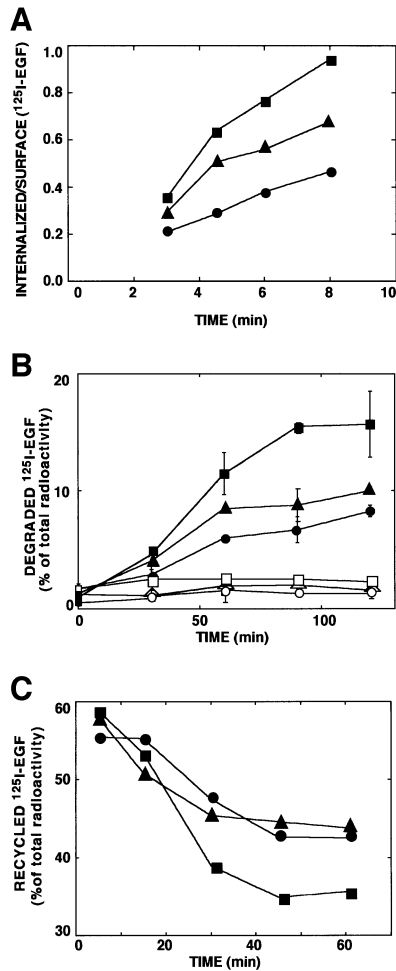 A
INTERNALIZED/SURFACE (125I-EGF)
1.0
0.8
0.6
0.4
0.2
0.0
0 2 4 6 8 10
TIME (min)
B
DEGRADED 125I-EGF
(% of total radioactivity)
20
10
0
0 50 100
TIME (min)
C
RECYCLED 125I-EGF
(%of total radioactivity)
60
50
40
30
0 20 40 60
TIME (min)